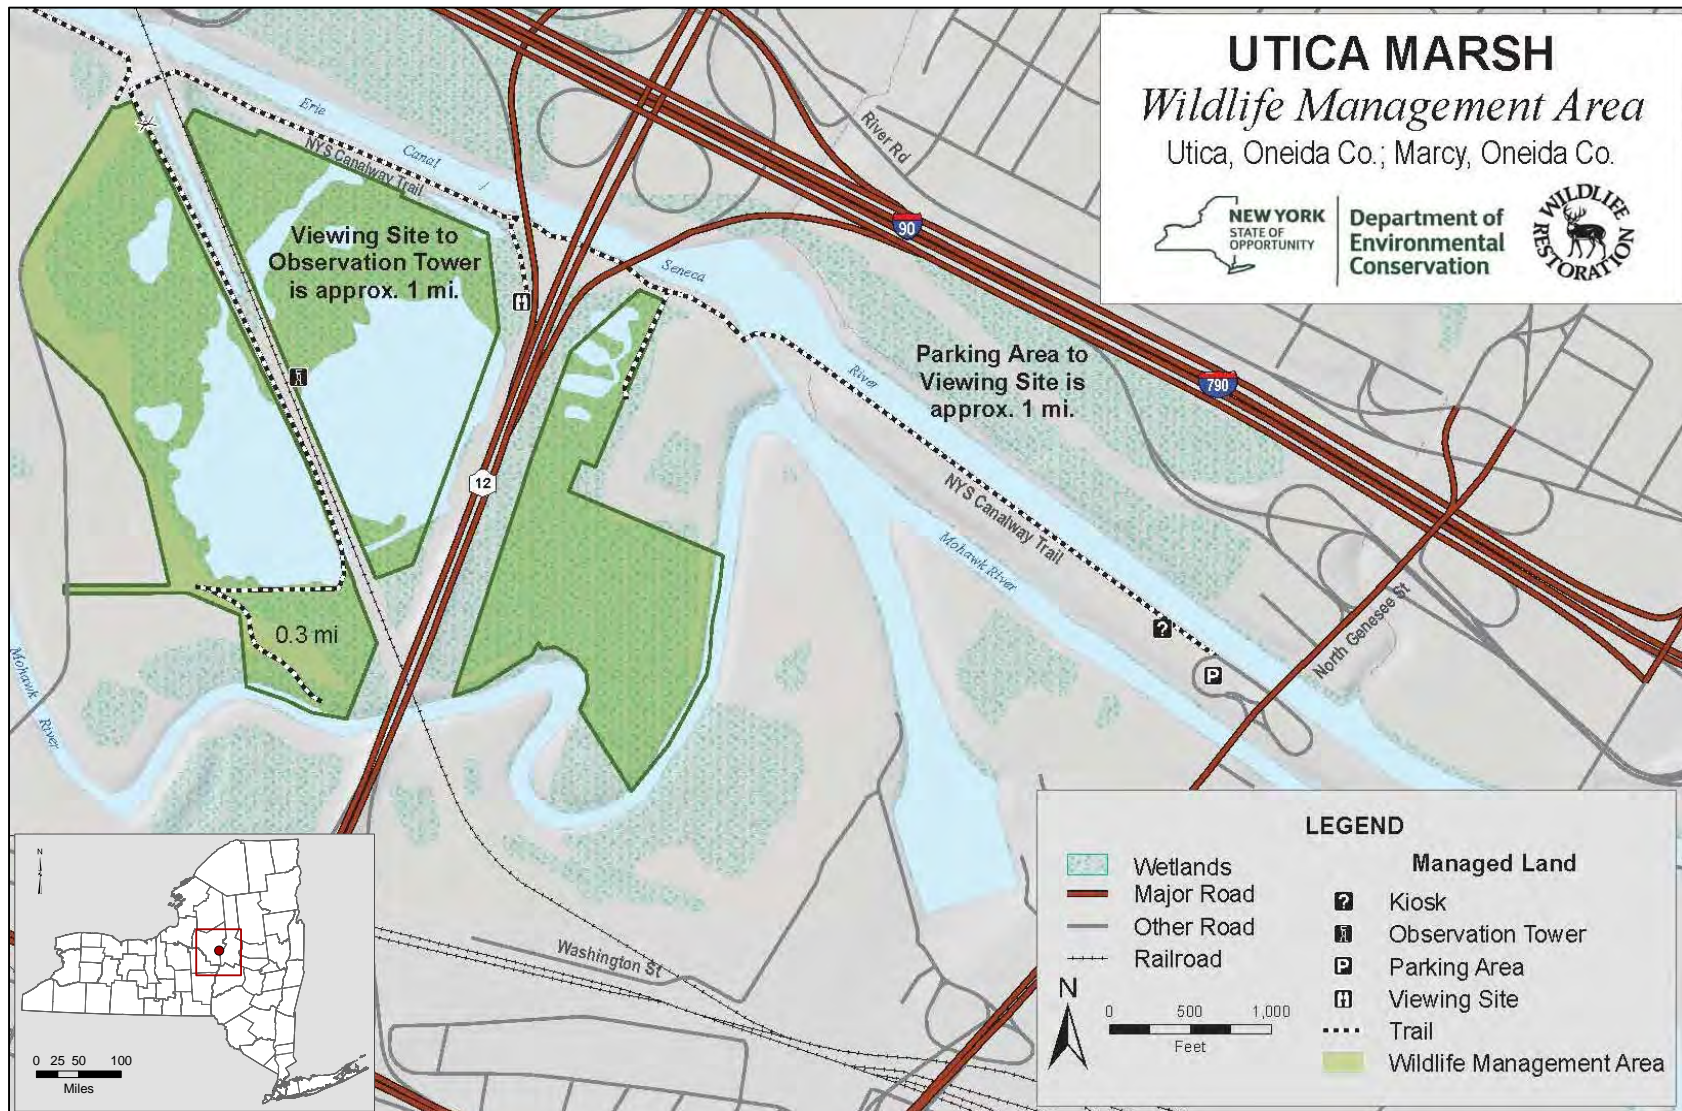 UTICA MARSH
Wildlife Management Area
Utica, Oneida Co.; Marcy, Oneida Co.
NEW YORK
STATE OF
OPPORTUNITY
Department of
Environmental
Conservation
WILDLIFE
RESTORATION
Erie
Canal
NYS Canalway Trail
River Rd
90
Viewing Site to
Observation Tower
is approx. 1 mi.
Seneca
River
Parking Area to
Viewing Site is
approx. 1 mi.
790
12
NYS Canalway Trail
Mohawk River
North Genesee St
0.3 mi
Mohawk
River
?
P
Washington St
N
0 25 50 100
Miles
LEGEND
Wetlands
Major Road
Other Road
Railroad
N
0 500 1,000
Feet
Managed Land
? Kiosk
Observation Tower
P Parking Area
Viewing Site
Trail
Wildlife Management Area